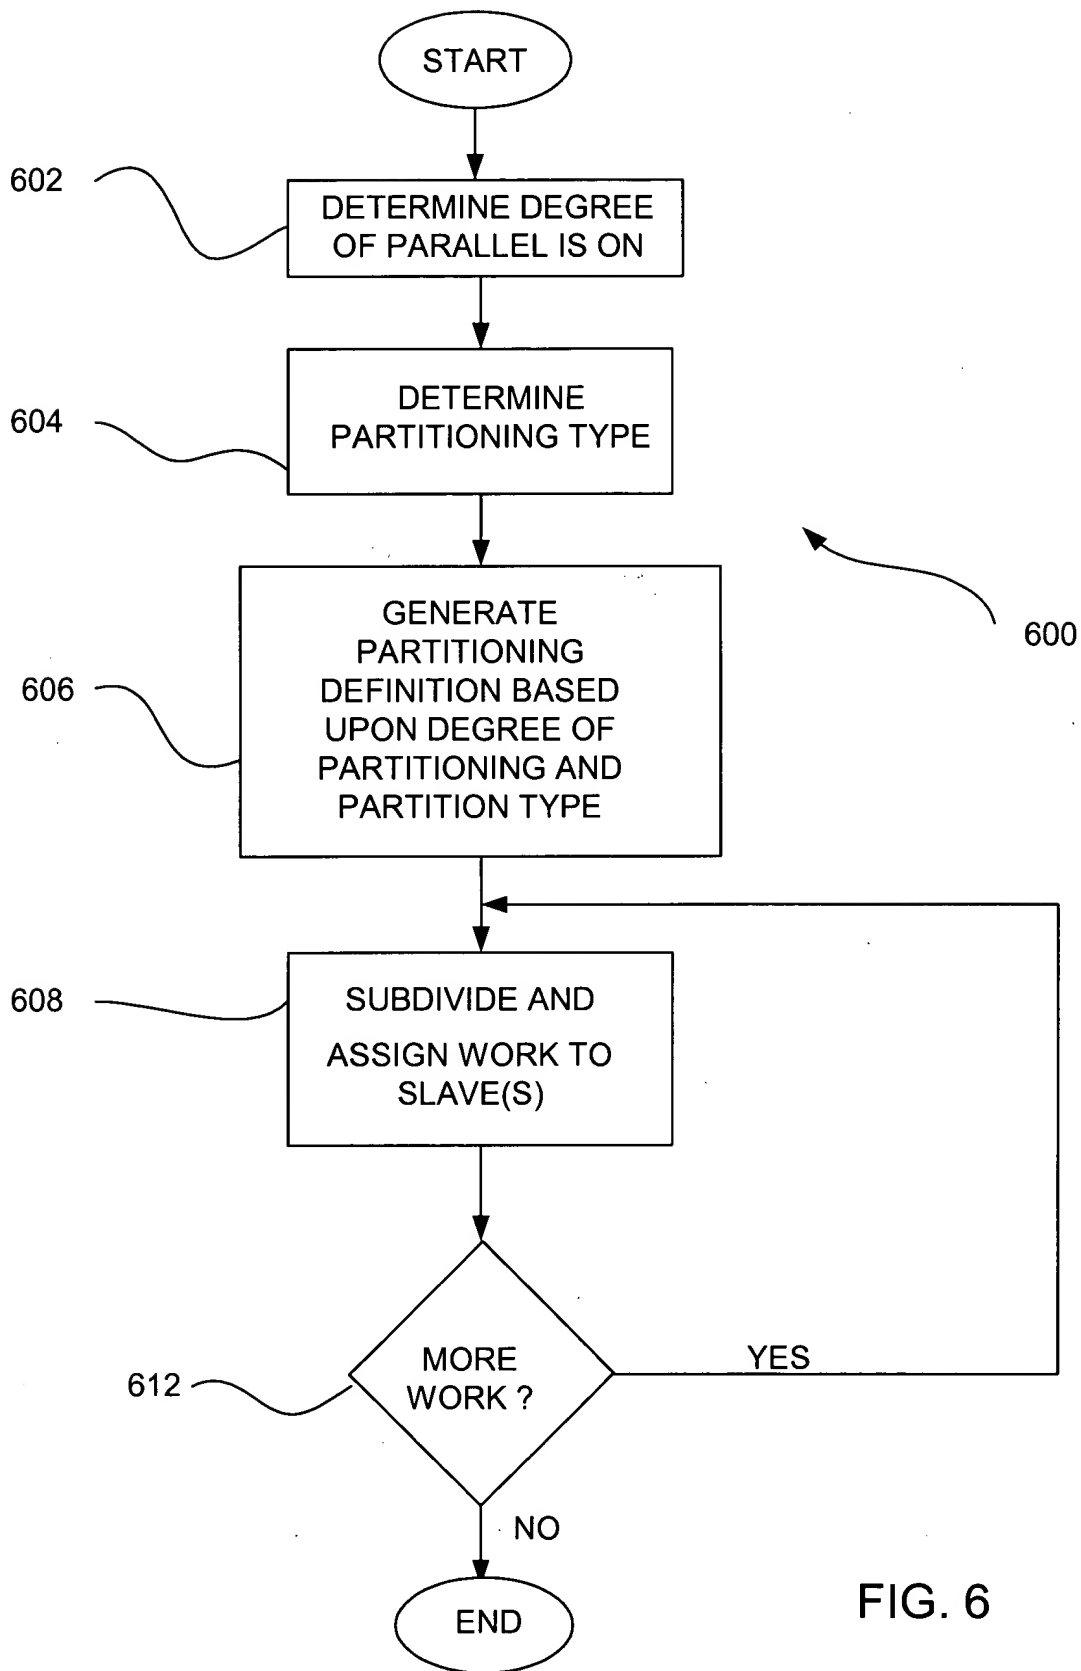 START
602
DETERMINE DEGREE
OF PARALLEL IS ON
604
DETERMINE
PARTITIONING TYPE
600
606
GENERATE
PARTITIONING
DEFINITION BASED
UPON DEGREE OF
PARTITIONING AND
PARTITION TYPE
608
SUBDIVIDE AND
ASSIGN WORK TO
SLAVE(S)
612
MORE
WORK ?
YES
NO
END
FIG. 6